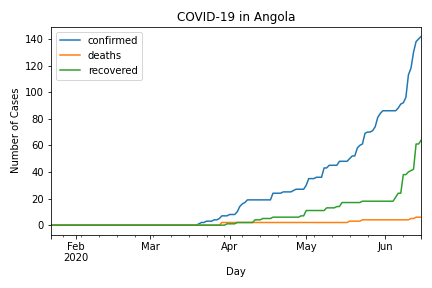 COVID-19 in Angola
confirmed
deaths
recovered
Number of Cases
140
120
100
80
60
40
20
0
Feb Mar Apr May Jun
2020
Day